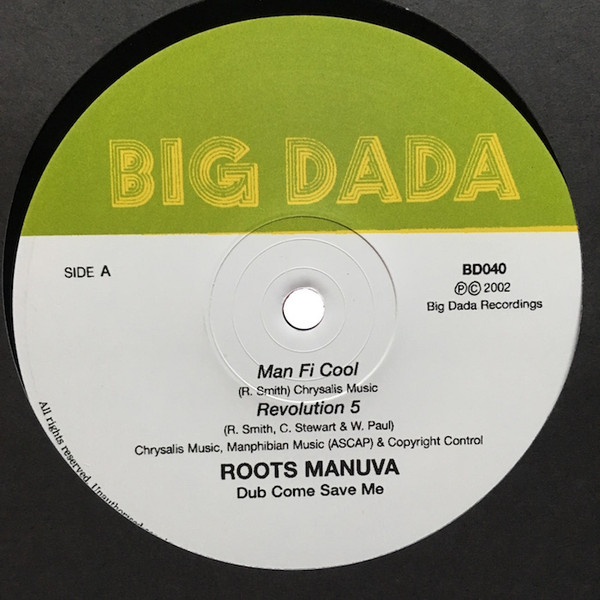 BIG DADA
SIDE A
BD040
ⓅⒸ 2002
Big Dada Recordings
Man Fi Cool
(R. Smith) Chrysalis Music
Revolution 5
(R. Smith, C. Stewart & W. Paul)
Chrysalis Music, Manphibian Music (ASCAP) & Copyright Control
ROOTS MANUVA
Dub Come Save Me
All rights reserved. Unauthorised